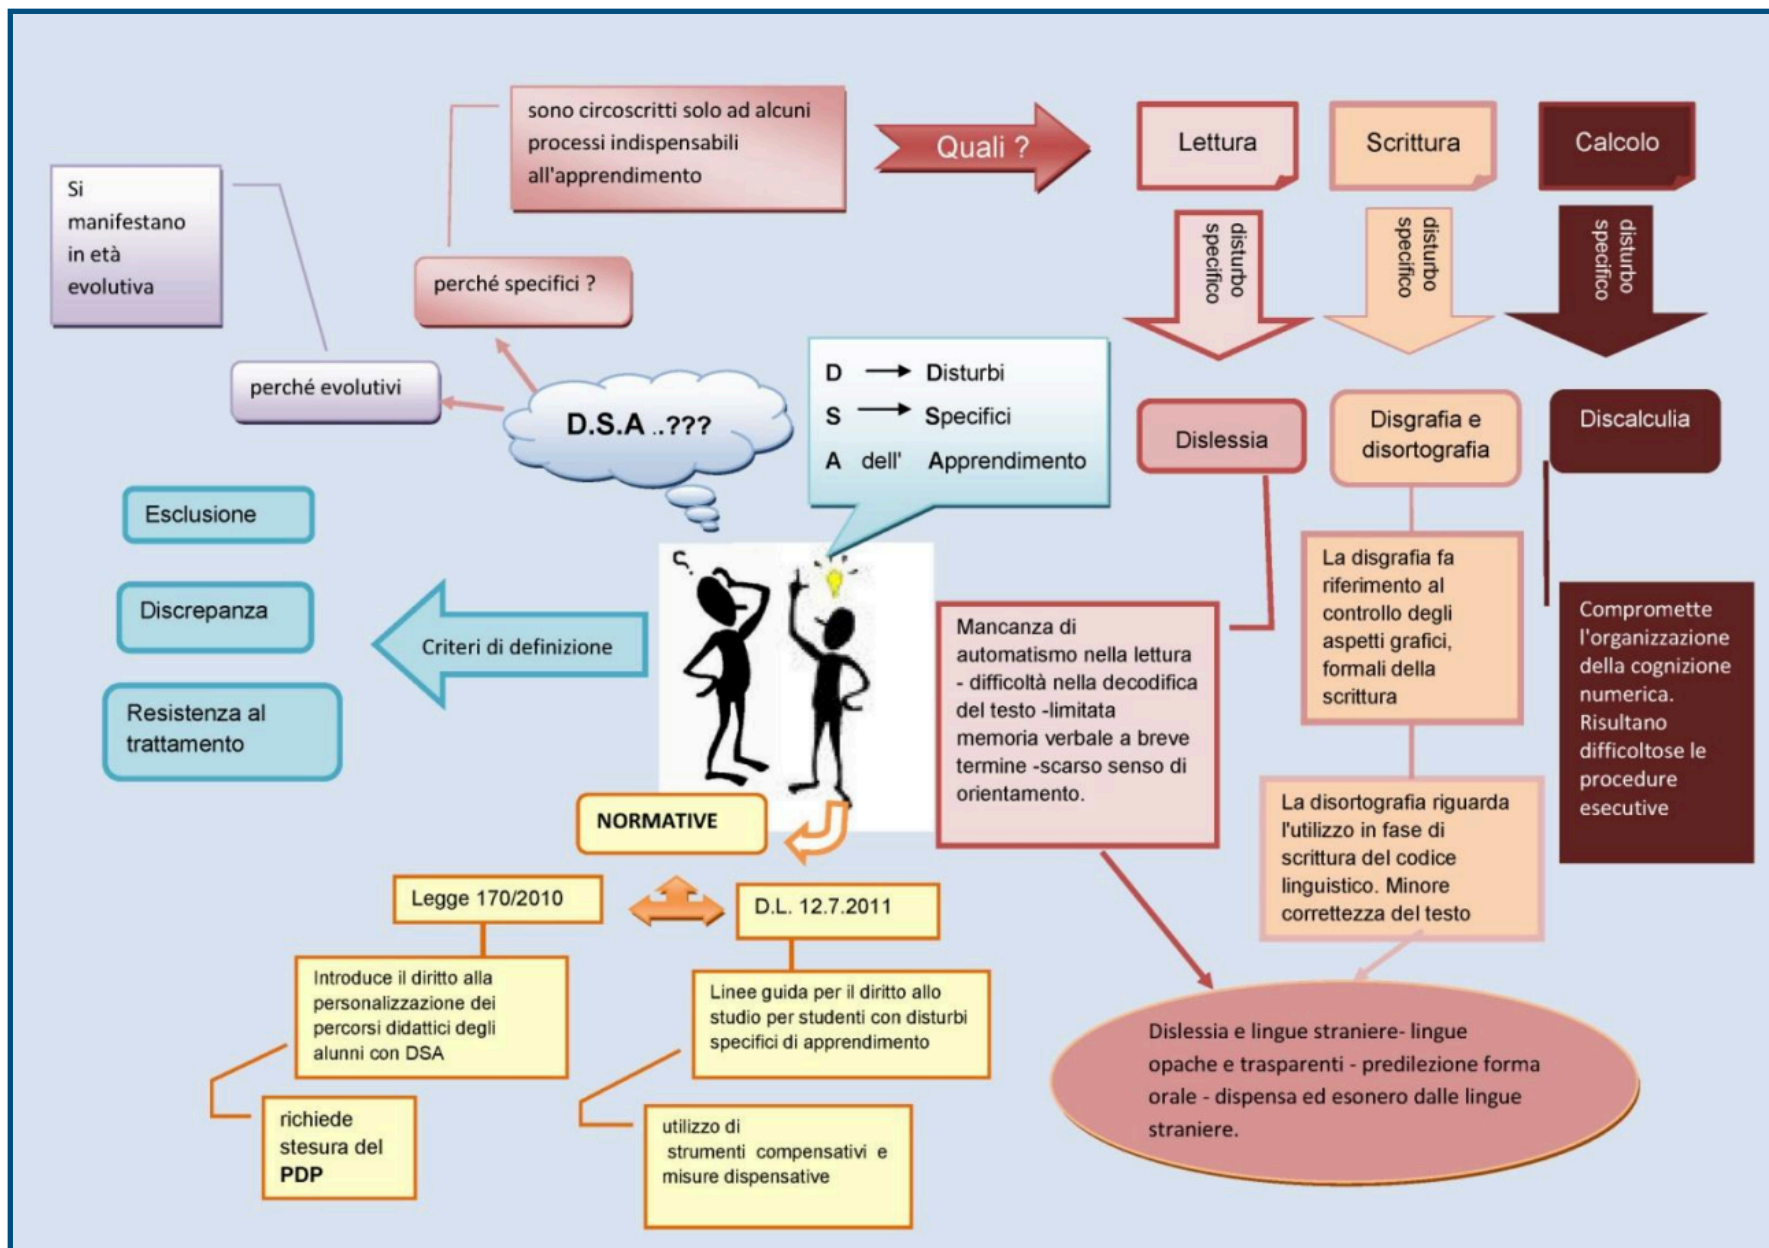 sono circoscritti solo ad alcuni
processi indispensabili
all'apprendimento
Quali ?
Lettura
Scrittura
Calcolo
Si
manifestano
in età
evolutiva
perché specifici ?
disturbo
specifico
disturbo
specifico
disturbo
specifico
perché evolutivi
D.S.A ..???
D Disturbi
S Specifici
A dell' Apprendimento
Dislessia
Disgrafia e
disortografia
Discalculia
Esclusione
Discrepanza
Resistenza al
trattamento
Criteri di definizione
?
Mancanza di
automatismo nella lettura
- difficoltà nella decodifica
del testo -limitata
memoria verbale a breve
termine -scarso senso di
orientamento.
La disgrafia fa
riferimento al
controllo degli
aspetti grafici,
formali della
scrittura
Compromette
l'organizzazione
della cognizione
numerica.
Risultano
difficoltose le
procedure
esecutive
La disortografia riguarda
l'utilizzo in fase di
scrittura del codice
linguistico. Minore
correttezza del testo
NORMATIVE
Legge 170/2010
D.L. 12.7.2011
Introduce il diritto alla
personalizzazione dei
percorsi didattici degli
alunni con DSA
Linee guida per il diritto allo
studio per studenti con disturbi
specifici di apprendimento
richiede
stesura del
PDP
utilizzo di
strumenti compensativi e
misure dispensative
Dislessia e lingue straniere- lingue
opache e trasparenti - predilezione forma
orale - dispensa ed esonero dalle lingue
straniere.